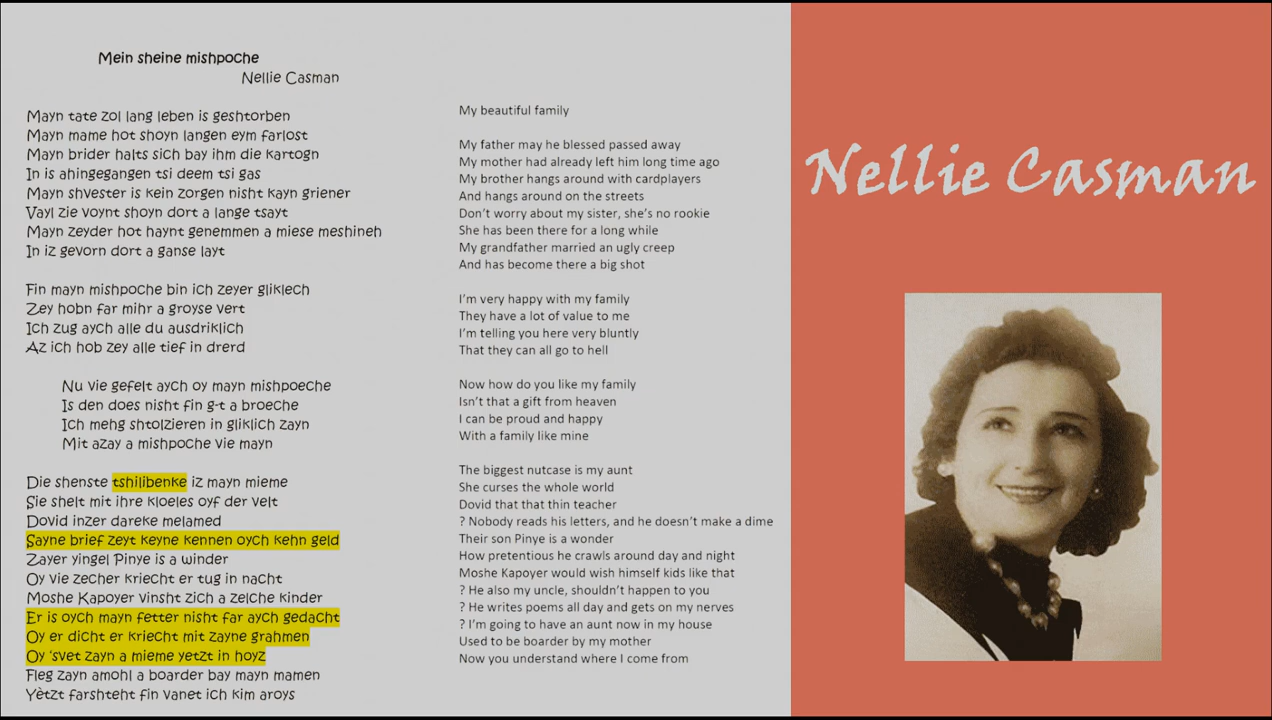 Mein sheine mishpoche
Nellie Casman
Mayn tate zol lang leben is geshtorben
Mayn mame hot shoyn langen eym farlost
Mayn brider halts sich bay ihm die kartogn
In is ahingegangen tsi deem tsi gas
Mayn shvester is kein zorgen nisht kayn griener
Vayl zie voynt shoyn dort a lange tsayt
Mayn zeyder hot haynt genemmen a miese meshineh
In iz gevorn dort a ganse layt
Fin mayn mishpoche bin ich zeyer gliklech
Zey hobn far mihr a groyse vert
Ich zug aych alle du ausdriklich
Az ich hob zey alle tief in drerd
Nu vie gefelt aych oy mayn mishpoeche
Is den does nisht fin g-t a broeche
Ich mehg shtolzieren in gliklich zayn
Mit azay a mishpoche vie mayn
Die shenste tshilibenke iz mayn mieme
Sie shelt mit ihre kloeles oyf der velt
Dovid inzer dareke melamed
Sayne brief zeyt keyne kennen oych kehn geld
Zayer yingel Pinye is a winder
Oy vie zecher kriecht er tug in nacht
Moshe Kapoyer vinsht zich a zelche kinder
Er is oych mayn fetter nisht far aych gedacht
Oy er dicht er kriecht mit zayne grahmen
Oy 'svet zayn a mieme yetzt in hoyz
Fleg zayn amohl a boarder bay mayn mamen
Yètzt farshteht fin vanet ich kim aroys
My beautiful family
My father may he blessed passed away
My mother had already left him long time ago
My brother hangs around with cardplayers
And hangs around on the streets
Don't worry about my sister, she's no rookie
She has been there for a long while
My grandfather married an ugly creep
And has become there a big shot
I'm very happy with my family
They have a lot of value to me
I'm telling you here very bluntly
That they can all go to hell
Now how do you like my family
Isn't that a gift from heaven
I can be proud and happy
With a family like mine
The biggest nutcase is my aunt
She curses the whole world
Dovid that that thin teacher
? Nobody reads his letters, and he doesn't make a dime
Their son Pinye is a wonder
How pretentious he crawls around day and night
Moshe Kapoyer would wish himself kids like that
? He also my uncle, shouldn't happen to you
? He writes poems all day and gets on my nerves
? I'm going to have an aunt now in my house
Used to be boarder by my mother
Now you understand where I come from
Nellie Casman